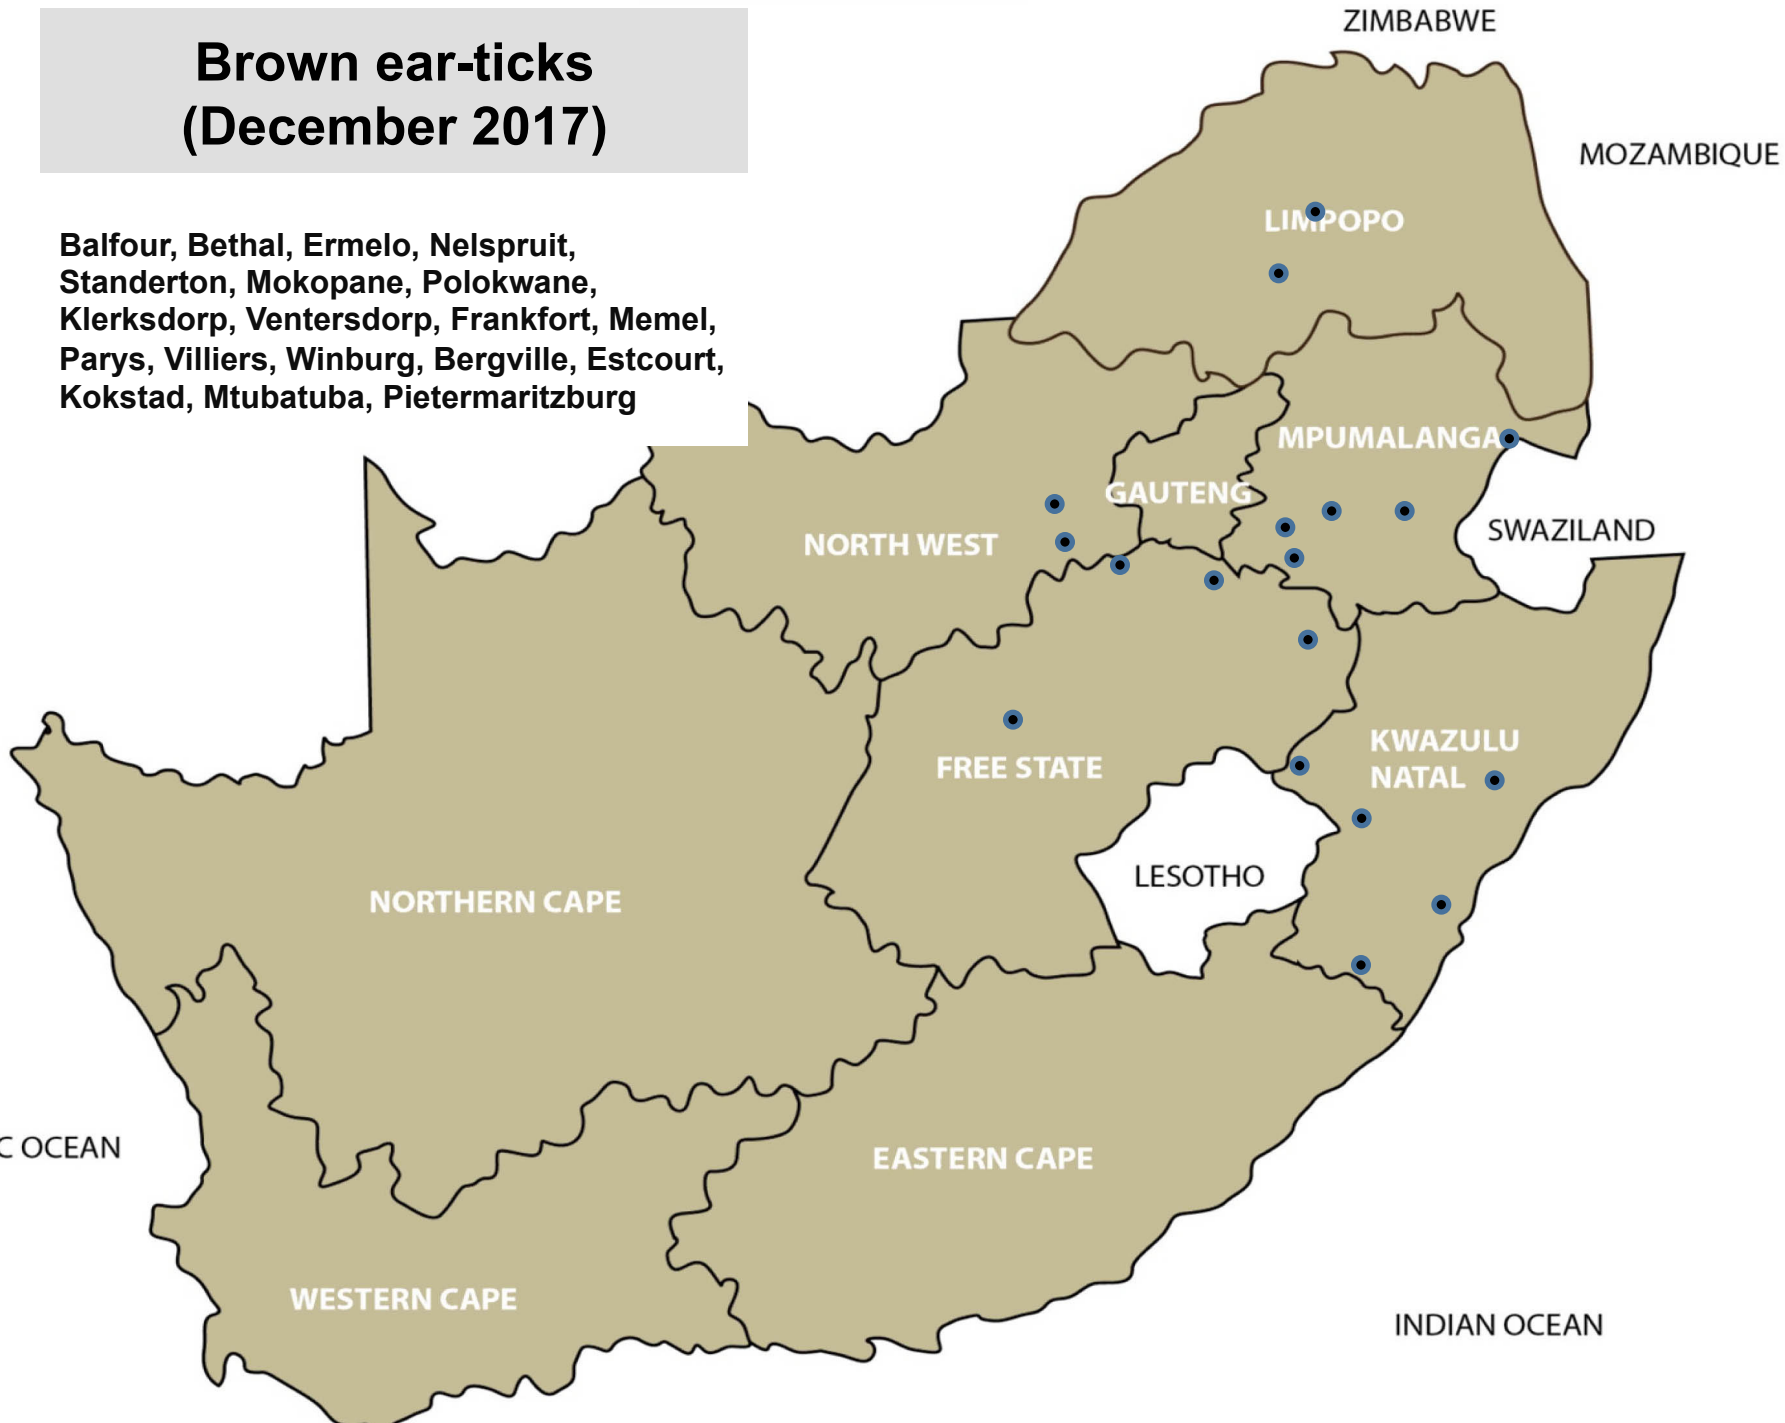 Brown ear-ticks
(December 2017)
Balfour, Bethal, Ermelo, Nelspruit,
Standerton, Mokopane, Polokwane,
Klerksdorp, Ventersdorp, Frankfort, Memel,
Parys, Villiers, Winburg, Bergville, Estcourt,
Kokstad, Mtubatuba, Pietermaritzburg
ZIMBABWE
MOZAMBIQUE
LIMPOPO
MPUMALANGA
GAUTENG
NORTH WEST
SWAZILAND
KWAZULU
NATAL
FREE STATE
LESOTHO
NORTHERN CAPE
C OCEAN
EASTERN CAPE
WESTERN CAPE
INDIAN OCEAN